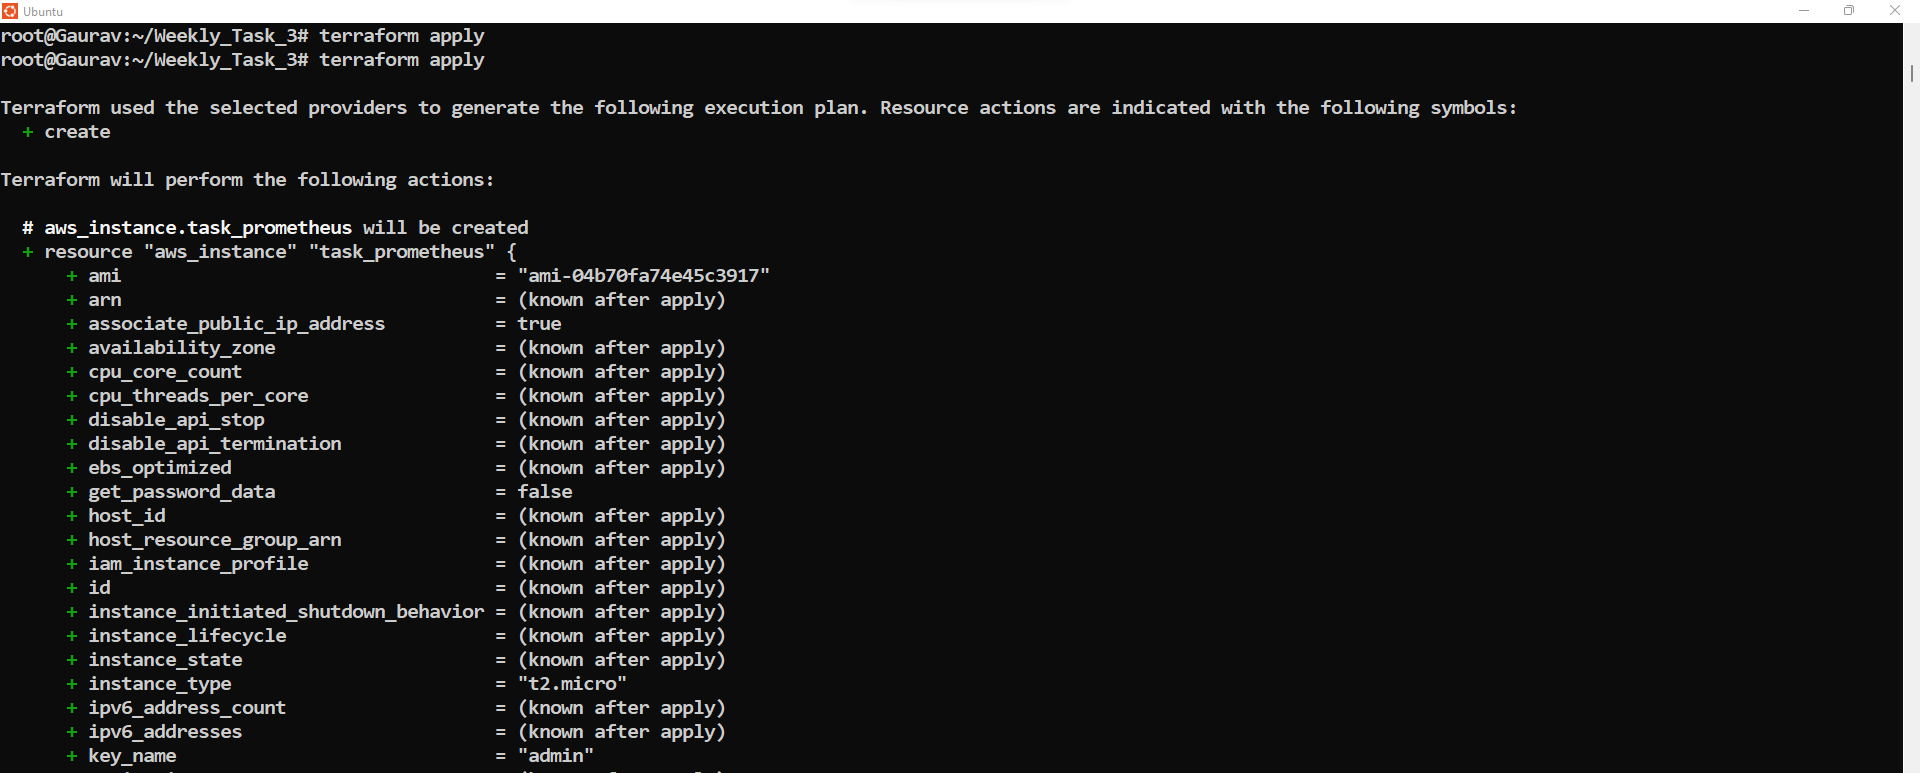 Ubuntu
root@Gaurav:~/Weekly_Task_3# terraform apply
root@Gaurav:~/Weekly_Task_3# terraform apply
Terraform used the selected providers to generate the following execution plan. Resource actions are indicated with the following symbols:
+ create
Terraform will perform the following actions:
# aws_instance.task_prometheus will be created
+ resource "aws_instance" "task_prometheus" {
+ ami = "ami-04b70fa74e45c3917"
+ arn = (known after apply)
+ associate_public_ip_address = true
+ availability_zone = (known after apply)
+ cpu_core_count = (known after apply)
+ cpu_threads_per_core = (known after apply)
+ disable_api_stop = (known after apply)
+ disable_api_termination = (known after apply)
+ ebs_optimized = (known after apply)
+ get_password_data = false
+ host_id = (known after apply)
+ host_resource_group_arn = (known after apply)
+ iam_instance_profile = (known after apply)
+ id = (known after apply)
+ instance_initiated_shutdown_behavior = (known after apply)
+ instance_lifecycle = (known after apply)
+ instance_state = (known after apply)
+ instance_type = "t2.micro"
+ ipv6_address_count = (known after apply)
+ ipv6_addresses = (known after apply)
+ key_name = "admin"